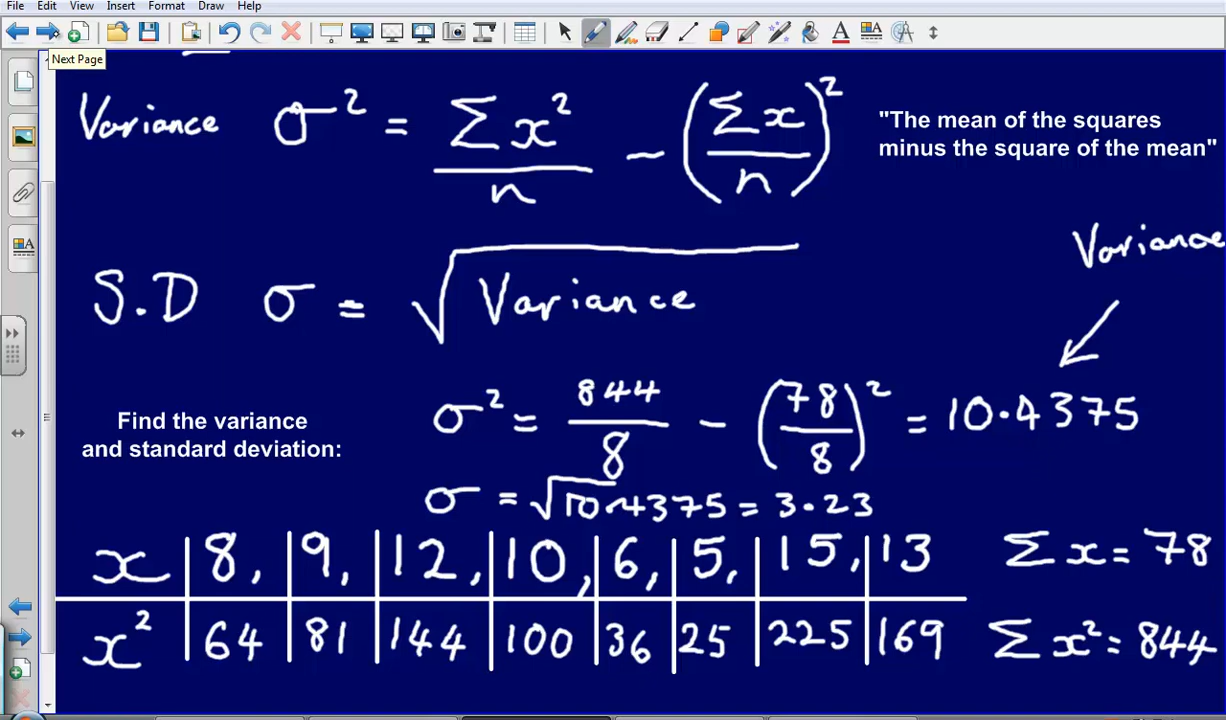 File Edit View Insert Format Draw Help
Next Page
Variance σ² = Σx²/n − (Σx/n)²
"The mean of the squares
minus the square of the mean"
Variance
S.D σ = √Variance
σ² = 844/8 − (78/8)² = 10.4375
Find the variance
and standard deviation:
σ = √10.4375 = 3.23
x | 8, | 9, | 12, | 10, | 6, | 5, | 15, | 13 Σx = 78
x² | 64 | 81 | 144 | 100 | 36 | 25 | 225 | 169 Σx² = 844